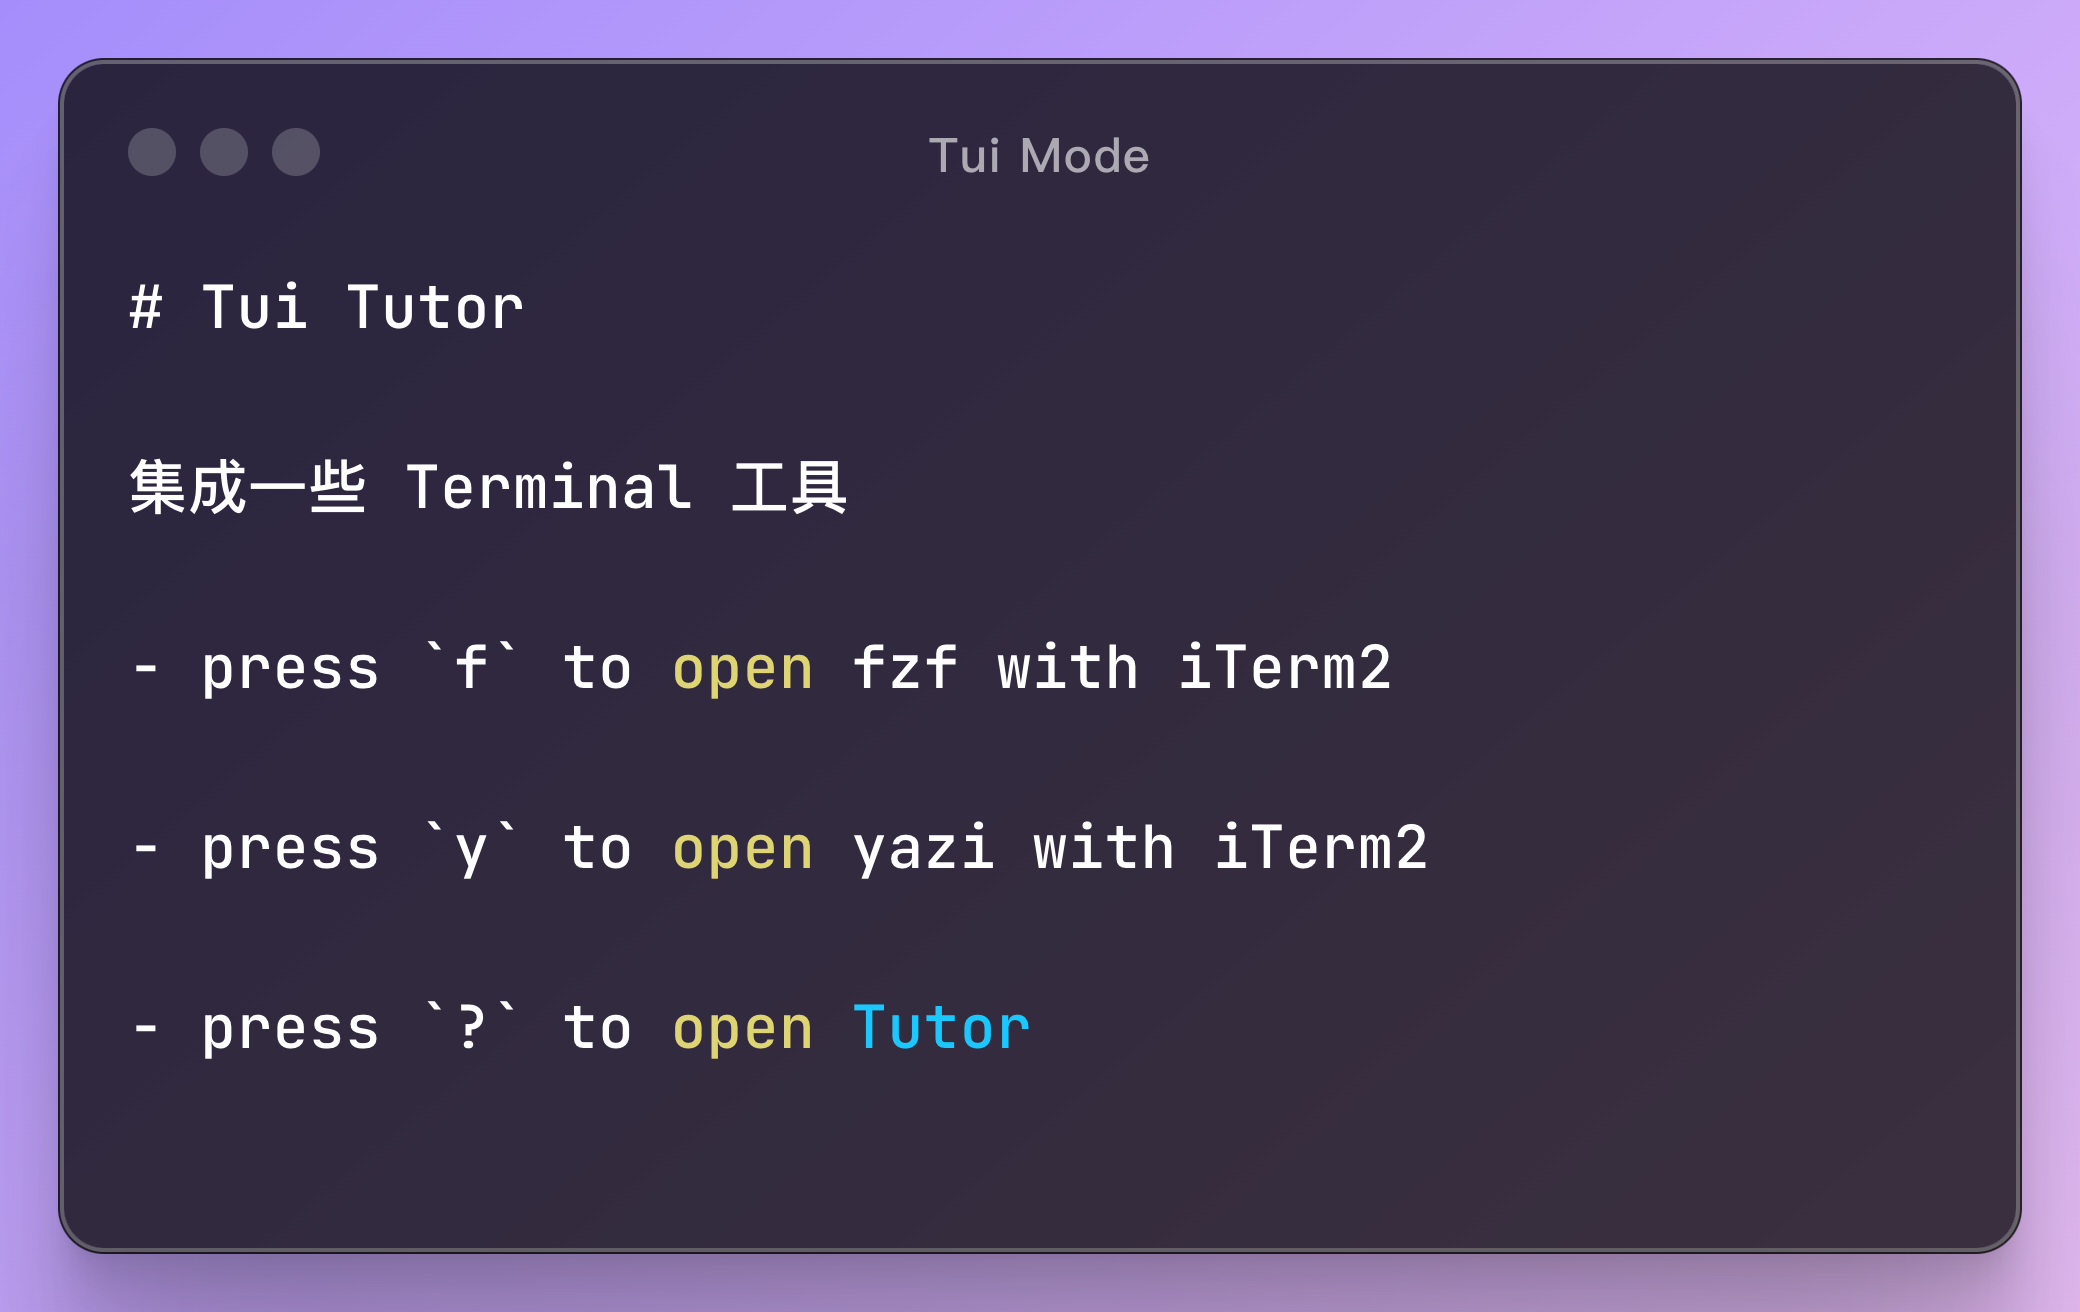 Tui Mode
# Tui Tutor
集成一些 Terminal 工具
- press `f` to open fzf with iTerm2
- press `y` to open yazi with iTerm2
- press `?` to open Tutor